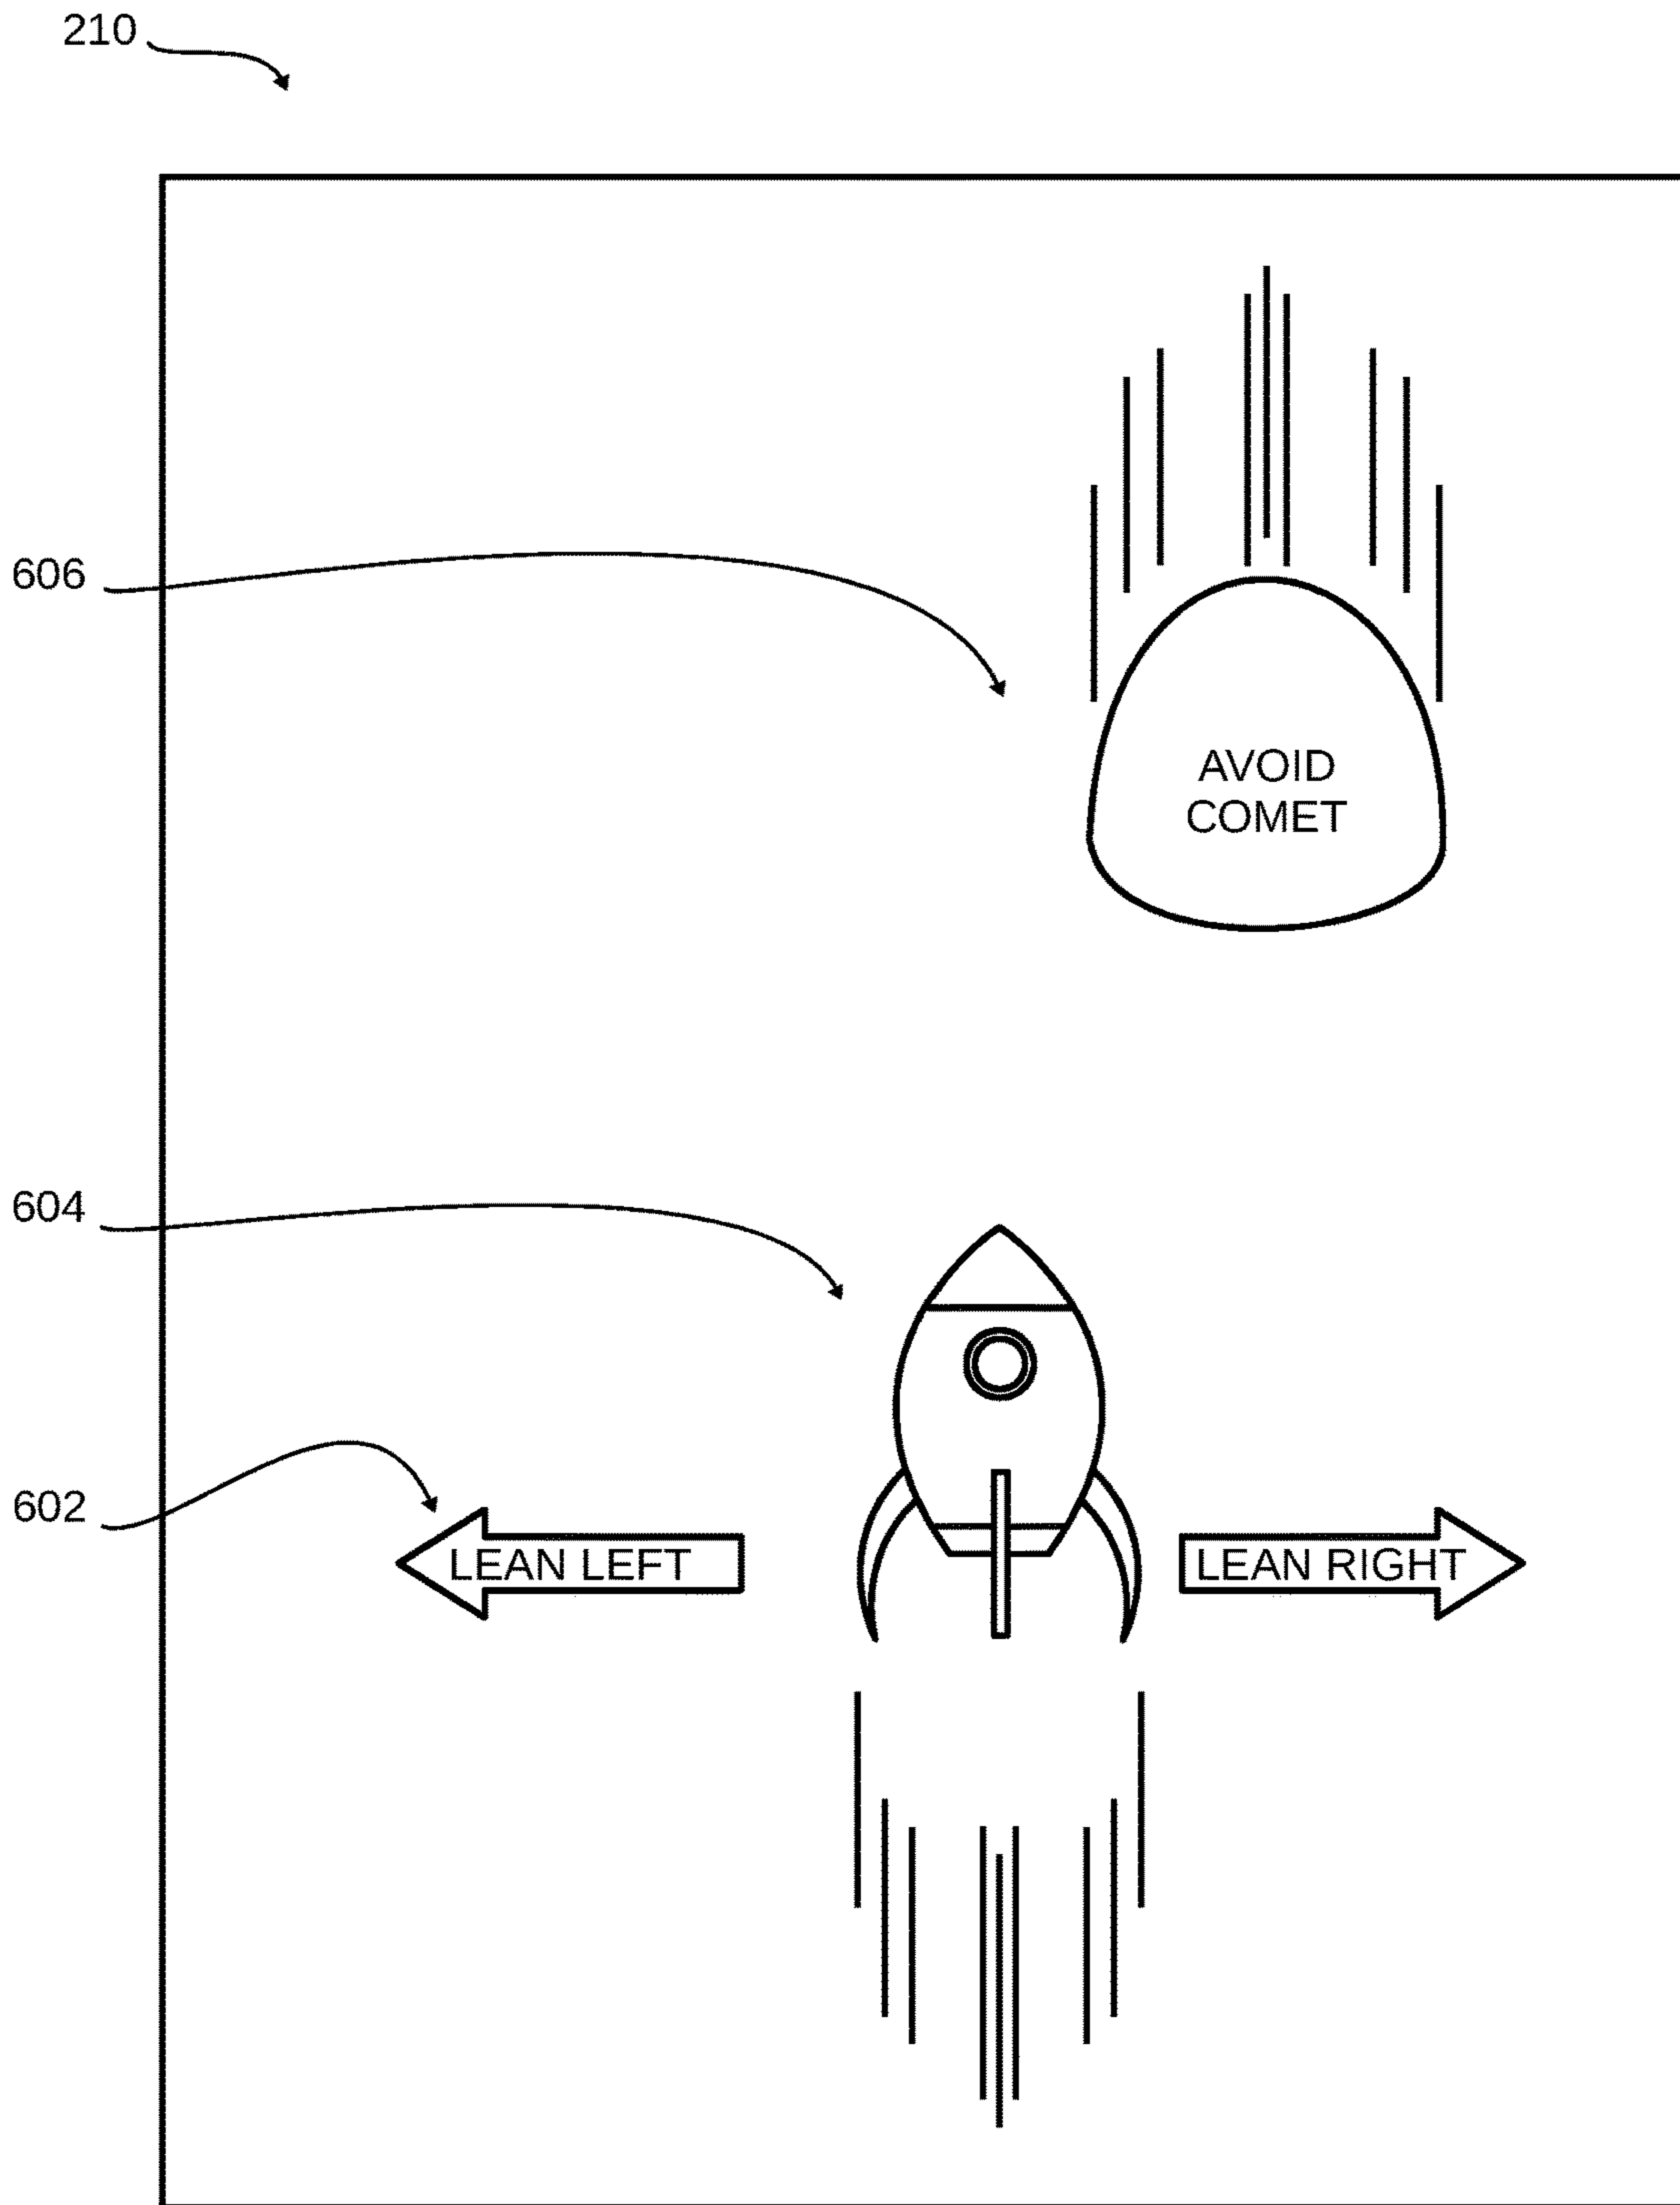 210
606
AVOID
COMET
604
602
LEAN LEFT
LEAN RIGHT